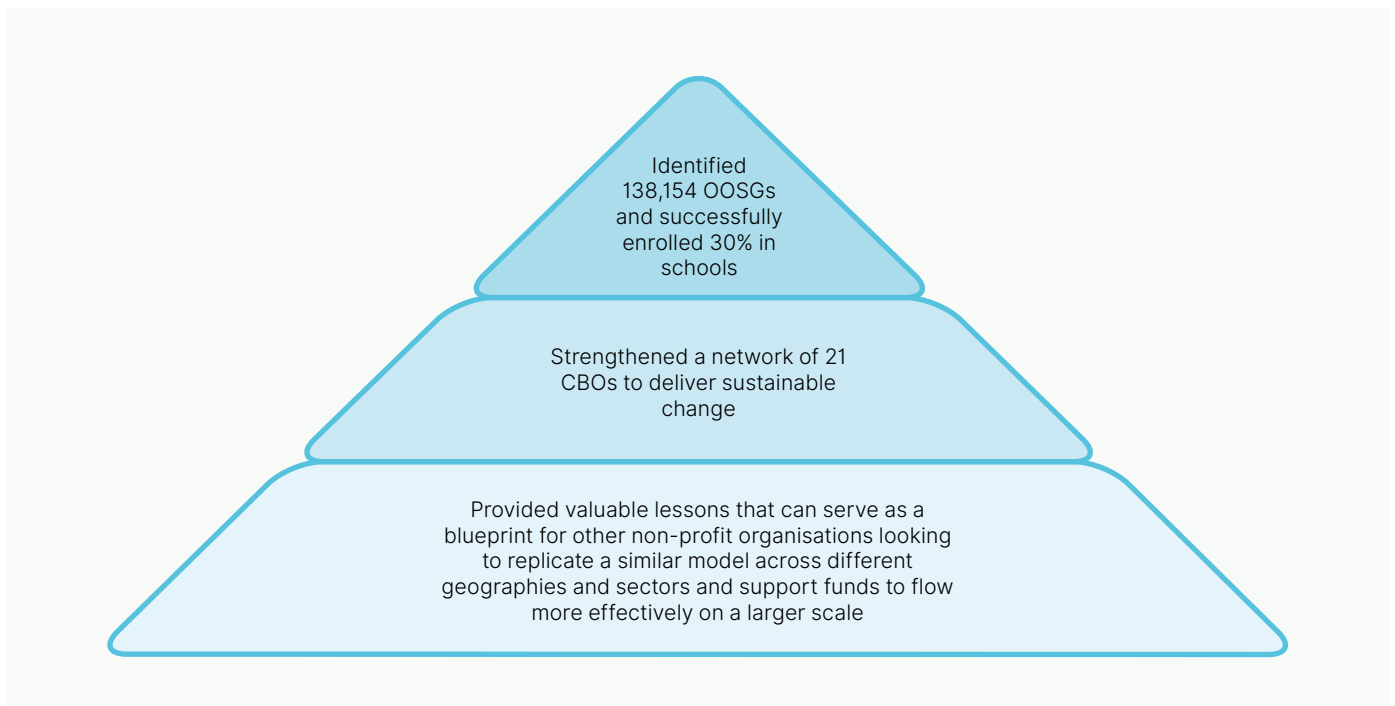 Identified
138,154 OOSGs
and successfully
enrolled 30% in
schools
Strengthened a network of 21
CBOs to deliver sustainable
change
Provided valuable lessons that can serve as a
blueprint for other non-profit organisations looking
to replicate a similar model across different
geographies and sectors and support funds to flow
more effectively on a larger scale